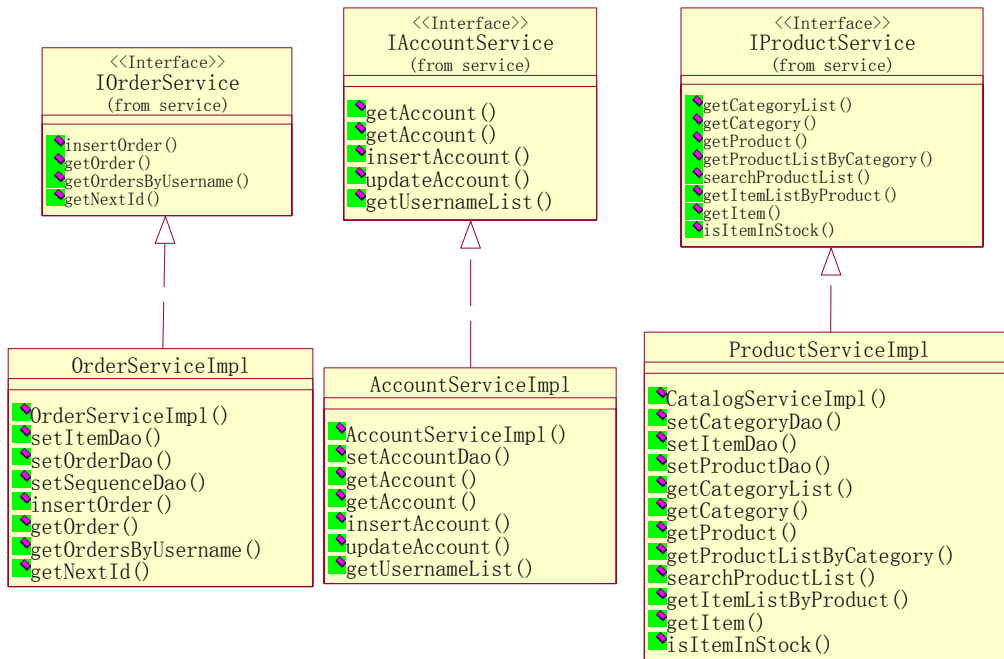 <<Interface>>
IOrderService
(from service)
insertOrder()
getOrder()
getOrdersByUsername()
getNextId()
<<Interface>>
IAccountService
(from service)
getAccount()
getAccount()
insertAccount()
updateAccount()
getUsernameList()
<<Interface>>
IProductService
(from service)
getCategoryList()
getCategory()
getProduct()
getProductListByCategory()
searchProductList()
getItemListByProduct()
getItem()
isItemInStock()
OrderServiceImpl
OrderServiceImpl()
setItemDao()
setOrderDao()
setSequenceDao()
insertOrder()
getOrder()
getOrdersByUsername()
getNextId()
AccountServiceImpl
AccountServiceImpl()
setAccountDao()
getAccount()
getAccount()
insertAccount()
updateAccount()
getUsernameList()
ProductServiceImpl
CatalogServiceImpl()
setCategoryDao()
setItemDao()
setProductDao()
getCategoryList()
getCategory()
getProduct()
getProductListByCategory()
searchProductList()
getItemListByProduct()
getItem()
isItemInStock()